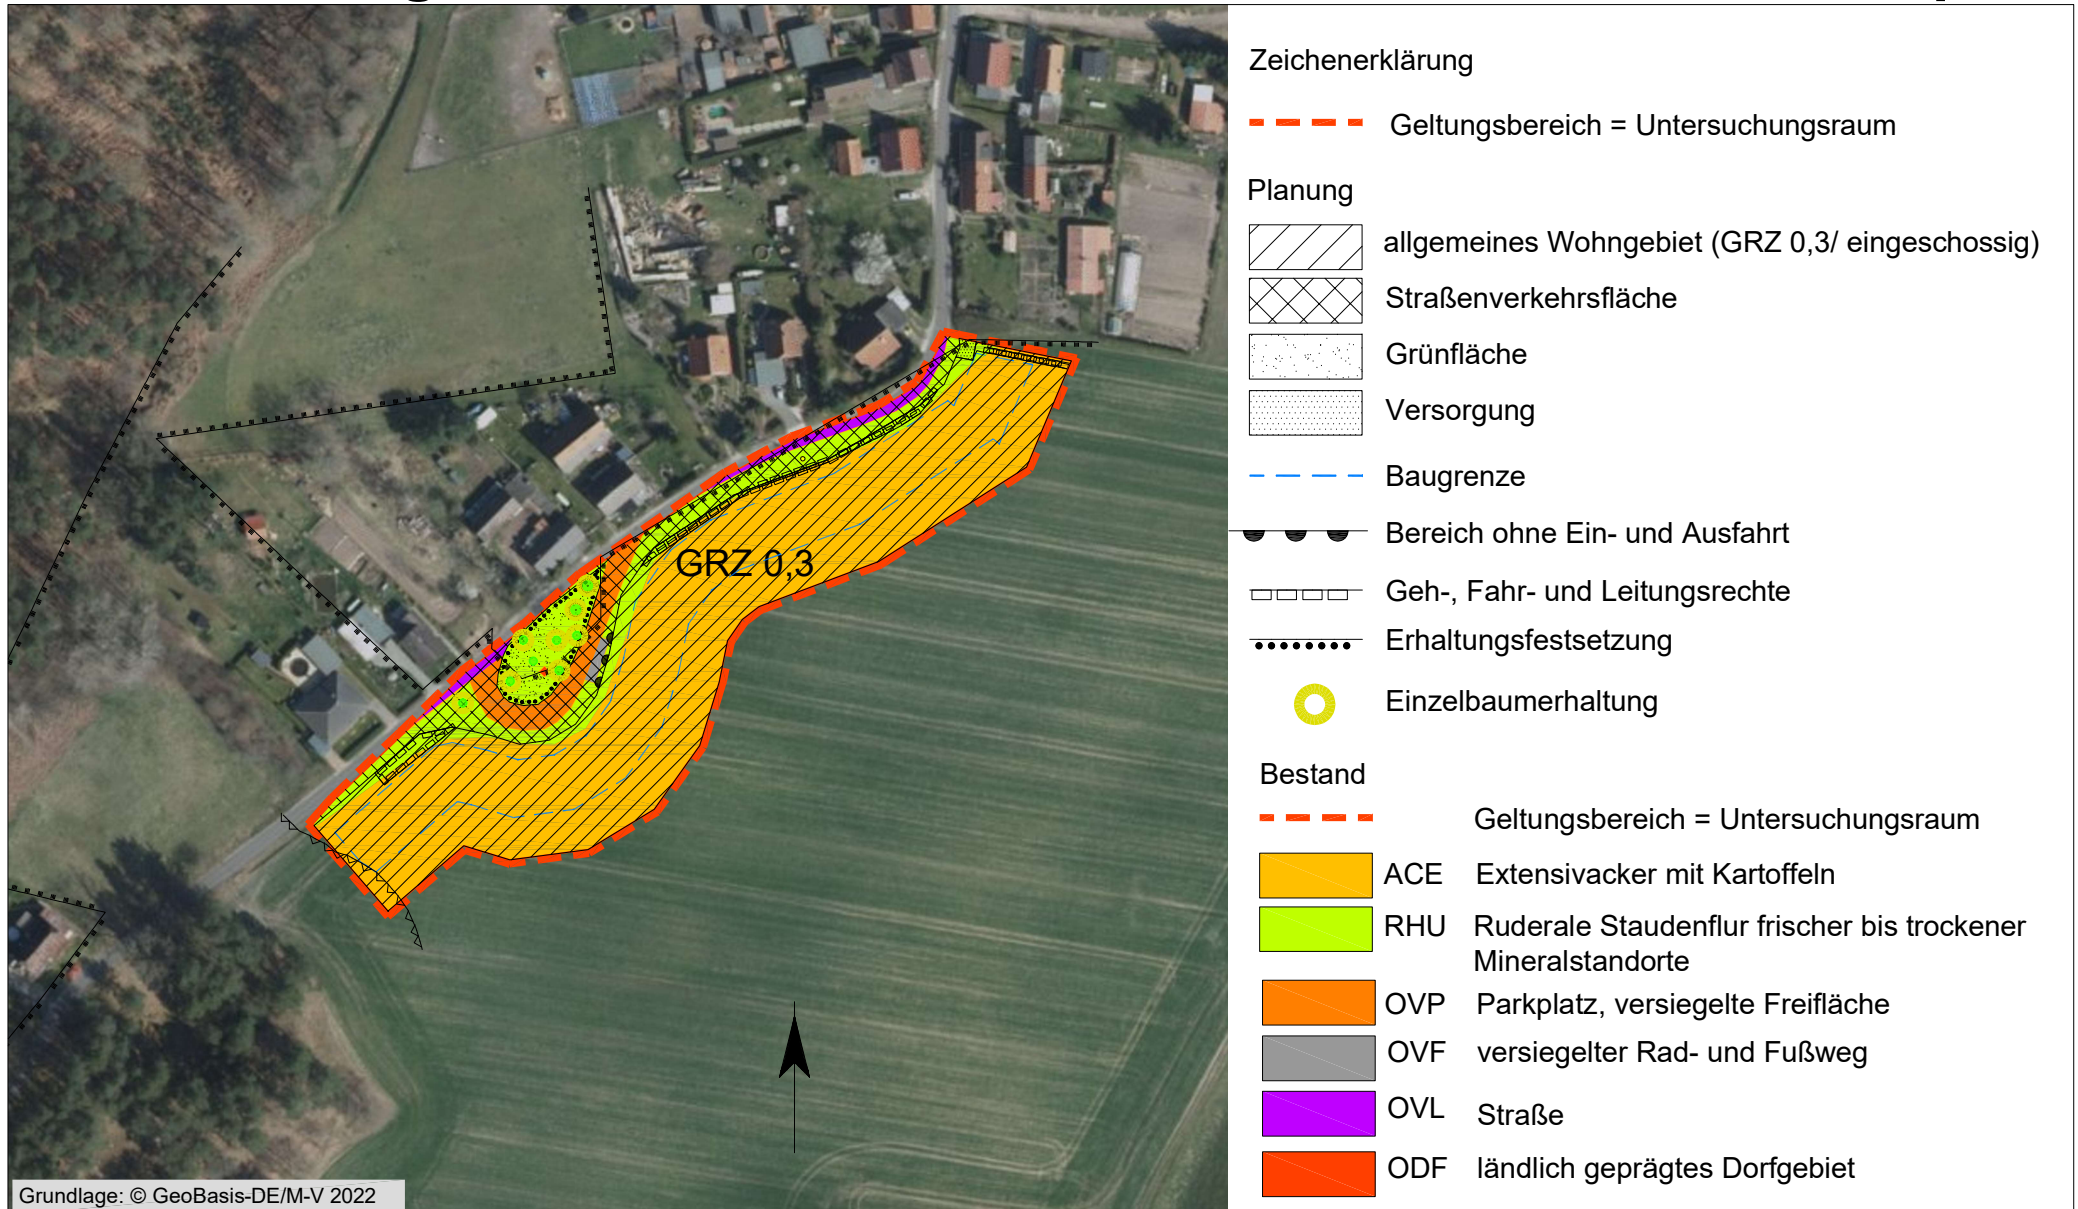 Zeichenerklärung
Geltungsbereich = Untersuchungsraum
Planung
allgemeines Wohngebiet (GRZ 0,3/ eingeschossig)
Straßenverkehrsfläche
Grünfläche
Versorgung
Baugrenze
Bereich ohne Ein- und Ausfahrt
Geh-, Fahr- und Leitungsrechte
Erhaltungsfestsetzung
Einzelbaumerhaltung
Bestand
Geltungsbereich = Untersuchungsraum
ACE Extensivacker mit Kartoffeln
RHU Ruderale Staudenflur frischer bis trockener
Mineralstandorte
OVP Parkplatz, versiegelte Freifläche
OVF versiegelter Rad- und Fußweg
OVL Straße
ODF ländlich geprägtes Dorfgebiet
GRZ 0,3
Grundlage: © GeoBasis-DE/M-V 2022